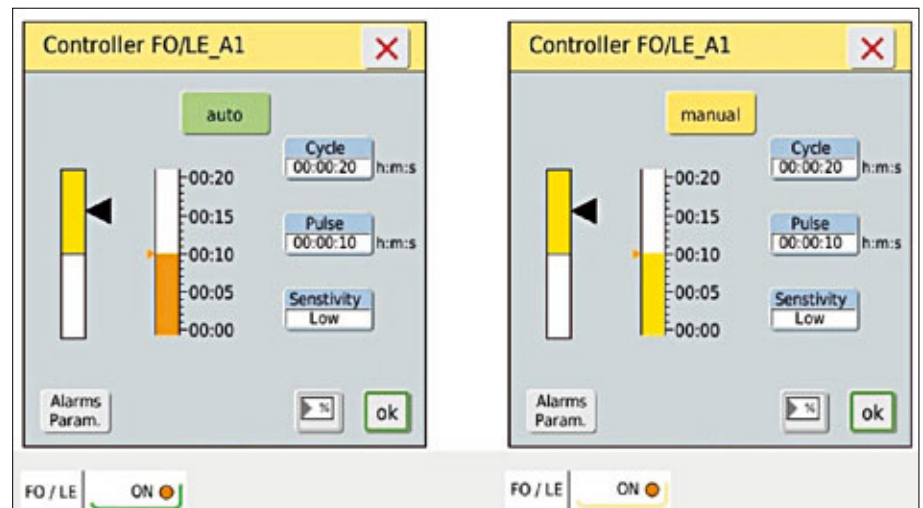 Controller FO/LE_A1
auto
Cycle
00:00:20 h:m:s
00:20
00:15
Pulse
00:00:10 h:m:s
00:10
00:05
Senstivity
Low
00:00
Alarms
Param.
%
ok
FO / LE ON
Controller FO/LE_A1
manual
Cycle
00:00:20 h:m:s
00:20
00:15
Pulse
00:00:10 h:m:s
00:10
00:05
Senstivity
Low
00:00
Alarms
Param.
%
ok
FO / LE ON